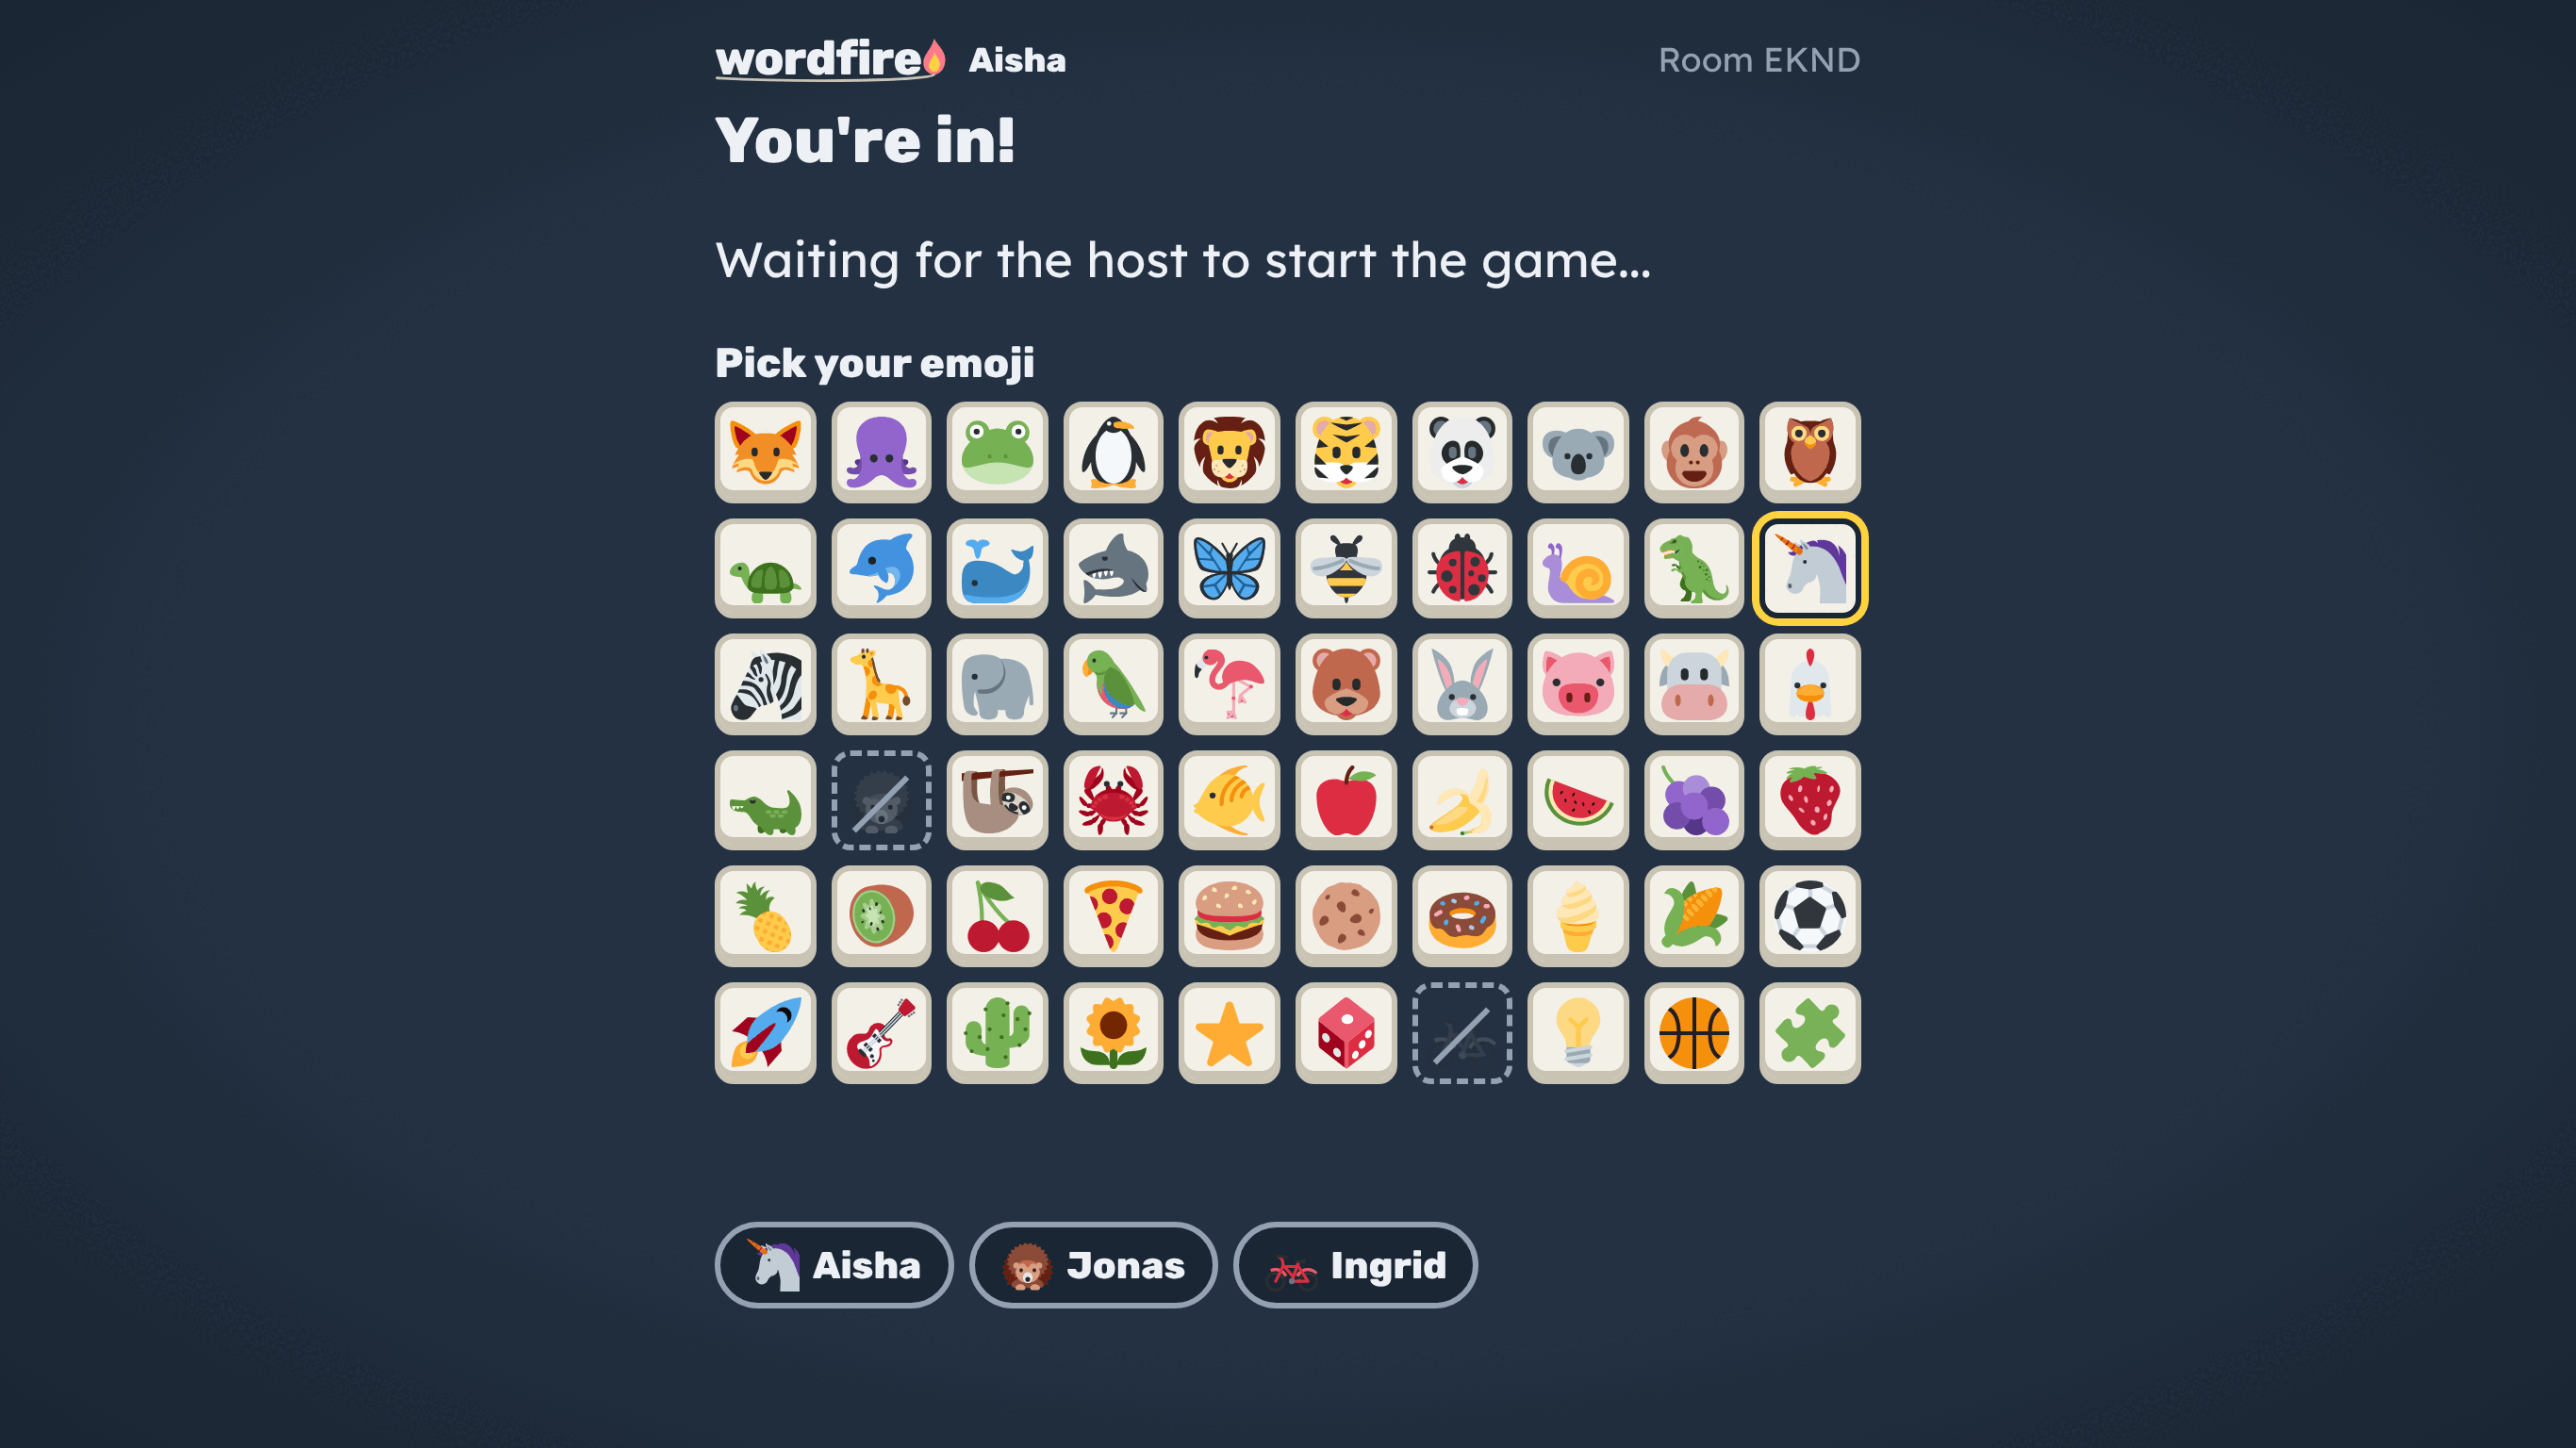 wordfire Aisha Room EKND
You're in!
Waiting for the host to start the game...
Pick your emoji
Aisha Jonas Ingrid